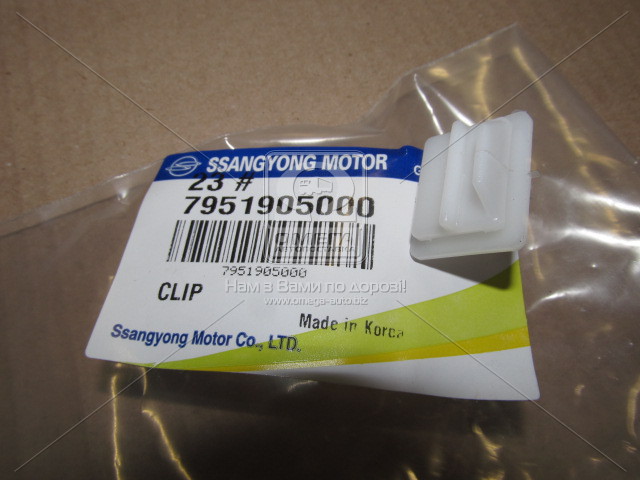 SSANGYONG MOTOR
G
23 #
7951905000
OMEGA
7951905000
Нам з Вами по дорозі!
www.omega-auto.biz
CLIP
Made in Korea
Ssangyong Motor Co., LTD.